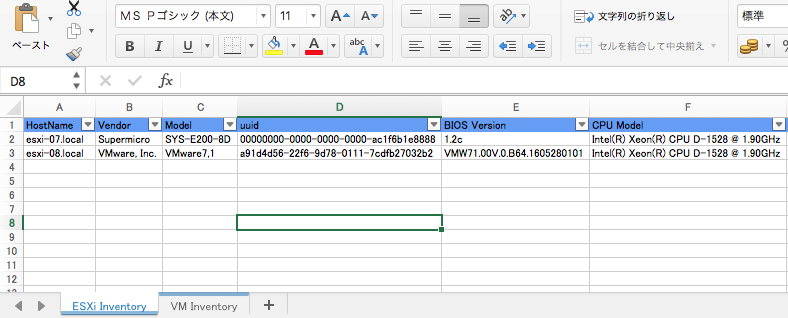 ＭＳ Ｐゴシック (本文) 11 A A 文字列の折り返し 標準
ペースト B I U A abc A セルを結合して中央揃え %
D8 fx
A B C D E F
1 HostName Vendor Model uuid BIOS Version CPU Model
2 esxi-07.local Supermicro SYS-E200-8D 00000000-0000-0000-0000-ac1f6b1e8888 1.2c Intel(R) Xeon(R) CPU D-1528 @ 1.90GHz
3 esxi-08.local VMware, Inc. VMware7,1 a91d4d56-22f6-9d78-0111-7cdfb27032b2 VMW71.00V.0.B64.1605280101 Intel(R) Xeon(R) CPU D-1528 @ 1.90GHz
4
5
6
7
8
9
10
11
12
ESXi Inventory VM Inventory +